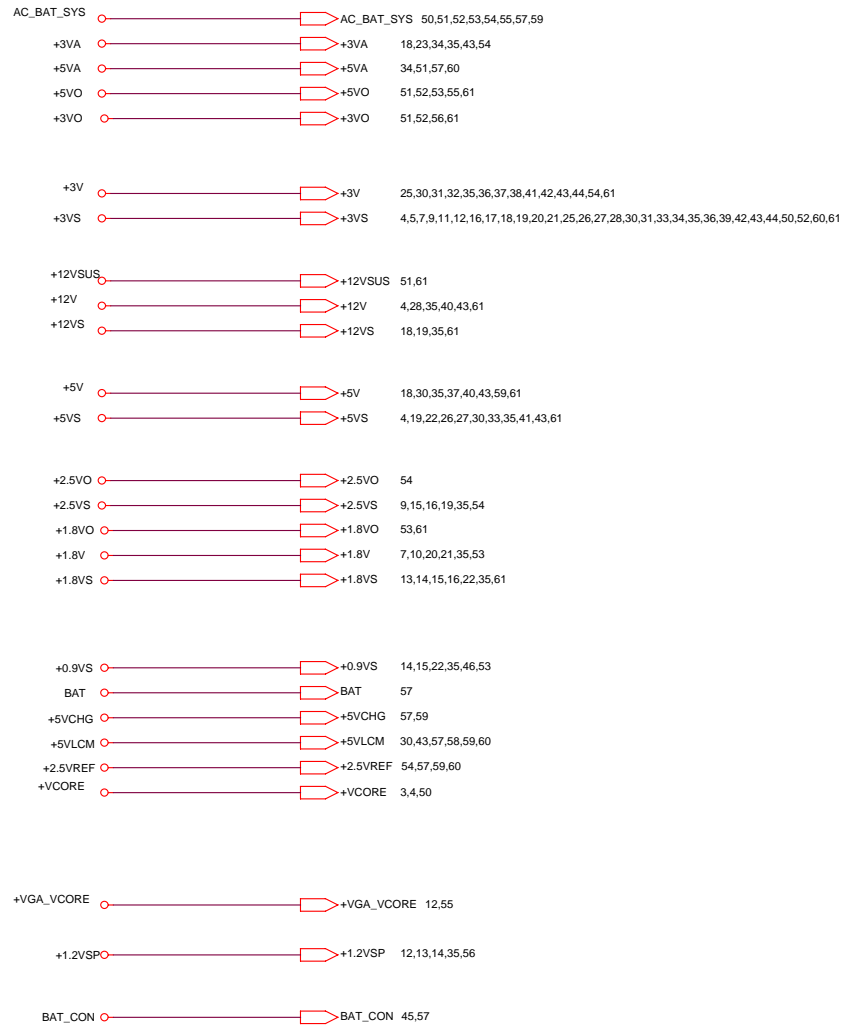 AC_BAT_SYS AC_BAT_SYS 50,51,52,53,54,55,57,59
+3VA +3VA 18,23,34,35,43,54
+5VA +5VA 34,51,57,60
+5VO +5VO 51,52,53,55,61
+3VO +3VO 51,52,56,61
+3V +3V 25,30,31,32,35,36,37,38,41,42,43,44,54,61
+3VS +3VS 4,5,7,9,11,12,16,17,18,19,20,21,25,26,27,28,30,31,33,34,35,36,39,42,43,44,50,52,60,61
+12VSUS +12VSUS 51,61
+12V +12V 4,28,35,40,43,61
+12VS +12VS 18,19,35,61
+5V +5V 18,30,35,37,40,43,59,61
+5VS +5VS 4,19,22,26,27,30,33,35,41,43,61
+2.5VO +2.5VO 54
+2.5VS +2.5VS 9,15,16,19,35,54
+1.8VO +1.8VO 53,61
+1.8V +1.8V 7,10,20,21,35,53
+1.8VS +1.8VS 13,14,15,16,22,35,61
+0.9VS +0.9VS 14,15,22,35,46,53
BAT BAT 57
+5VCHG +5VCHG 57,59
+5VLCM +5VLCM 30,43,57,58,59,60
+2.5VREF +2.5VREF 54,57,59,60
+VCORE +VCORE 3,4,50
+VGA_VCORE +VGA_VCORE 12,55
+1.2VSP +1.2VSP 12,13,14,35,56
BAT_CON BAT_CON 45,57